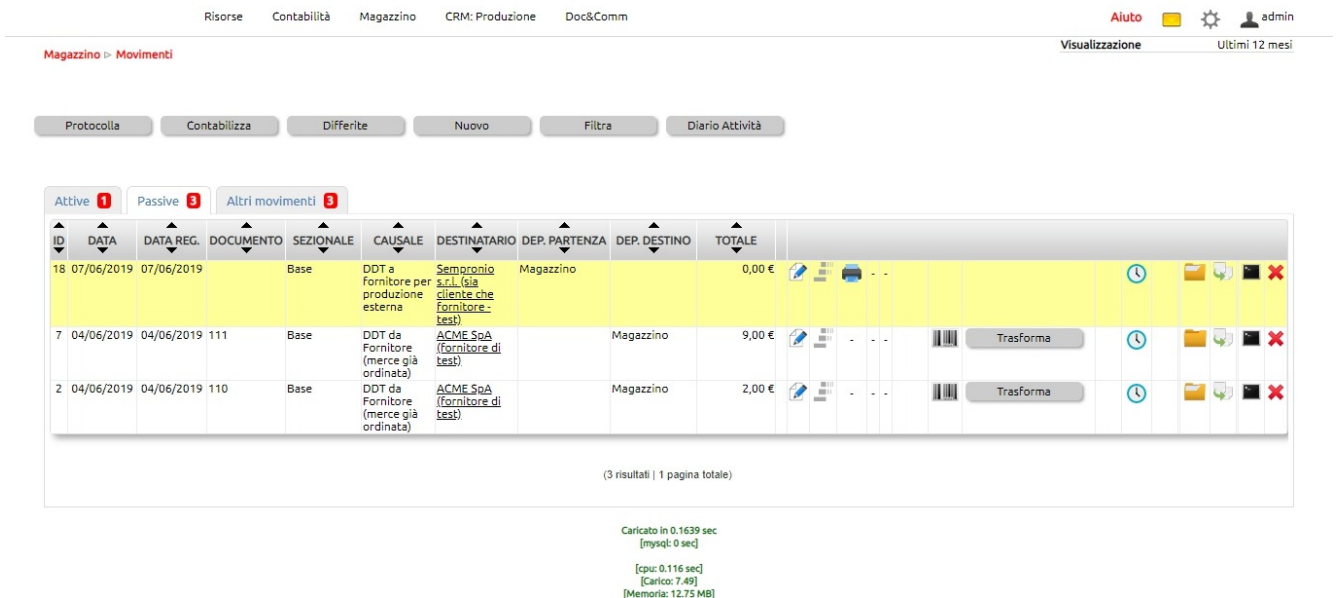 Risorse Contabilità Magazzino CRM: Produzione Doc&Comm Aiuto admin
Magazzino ▹ Movimenti Visualizzazione Ultimi 12 mesi
Protocolla Contabilizza Differite Nuovo Filtra Diario Attività
Attive 1 Passive 3 Altri movimenti 3
ID DATA DATA REG. DOCUMENTO SEZIONALE CAUSALE DESTINATARIO DEP. PARTENZA DEP. DESTINO TOTALE
18 07/06/2019 07/06/2019 Base DDT a Sempronio Magazzino 0,00 € - -
fornitore per s.r.l. (sia
produzione cliente che
esterna fornitore -
test)
7 04/06/2019 04/06/2019 111 Base DDT da ACME SpA Magazzino 9,00 € - - - Trasforma
Fornitore (fornitore di
(merce già test)
ordinata)
2 04/06/2019 04/06/2019 110 Base DDT da ACME SpA Magazzino 2,00 € - - - Trasforma
Fornitore (fornitore di
(merce già test)
ordinata)
(3 risultati | 1 pagina totale)
Caricato in 0.1639 sec
[mysql: 0 sec]
[cpu: 0.116 sec]
[Carico: 7.49]
[Memoria: 12.75 MB]